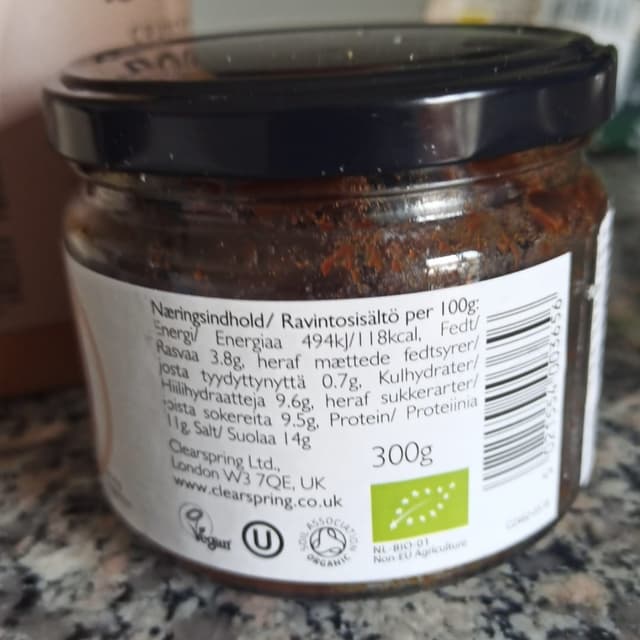 Næringsindhold/ Ravintosisältö per 100g:
Energi/ Energiaa 494kJ/118kcal, Fedt/
Rasvaa 3.8g, heraf mættede fedtsyrer/
josta tyydyttynyttä 0.7g, Kulhydrater/
Hiilihydraatteja 9.6g, heraf sukkerarter/
oista sokereita 9.5g, Protein/ Proteiinia
11g, Salt/ Suolaa 14g
Clearspring Ltd.,
London W3 7QE, UK
www.clearspring.co.uk
300g
Vegan
U
SOIL ASSOCIATION
ORGANIC
NL-BIO-01
Non EU Agriculture